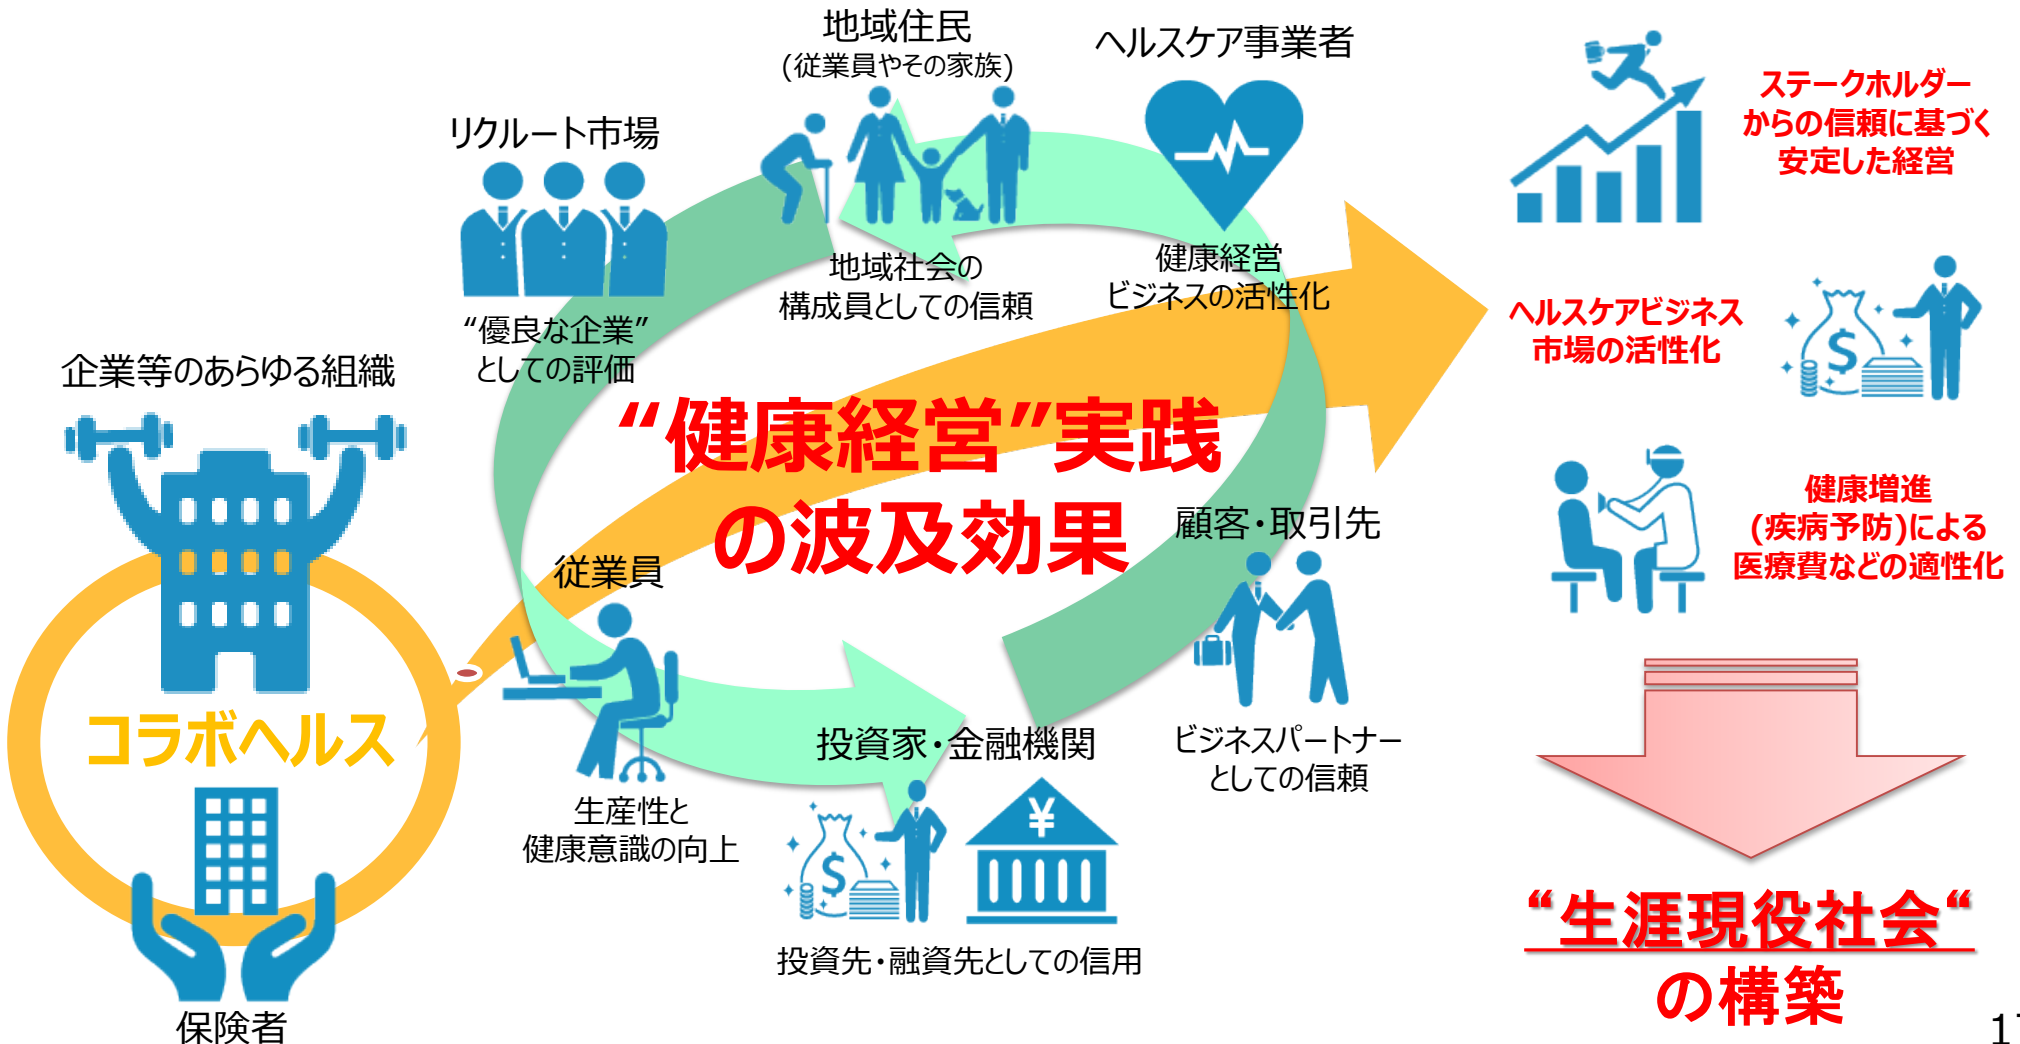 企業等のあらゆる組織
コラボヘルス
保険者
リクルート市場
“優良な企業”
としての評価
地域住民
(従業員やその家族)
地域社会の
構成員としての信頼
ヘルスケア事業者
健康経営
ビジネスの活性化
“健康経営”実践
の波及効果
従業員
生産性と
健康意識の向上
投資家・金融機関
$
¥
投資先・融資先としての信用
顧客・取引先
ビジネスパートナー
としての信頼
ステークホルダー
からの信頼に基づく
安定した経営
ヘルスケアビジネス
市場の活性化
$
健康増進
(疾病予防)による
医療費などの適性化
“生涯現役社会“
の構築